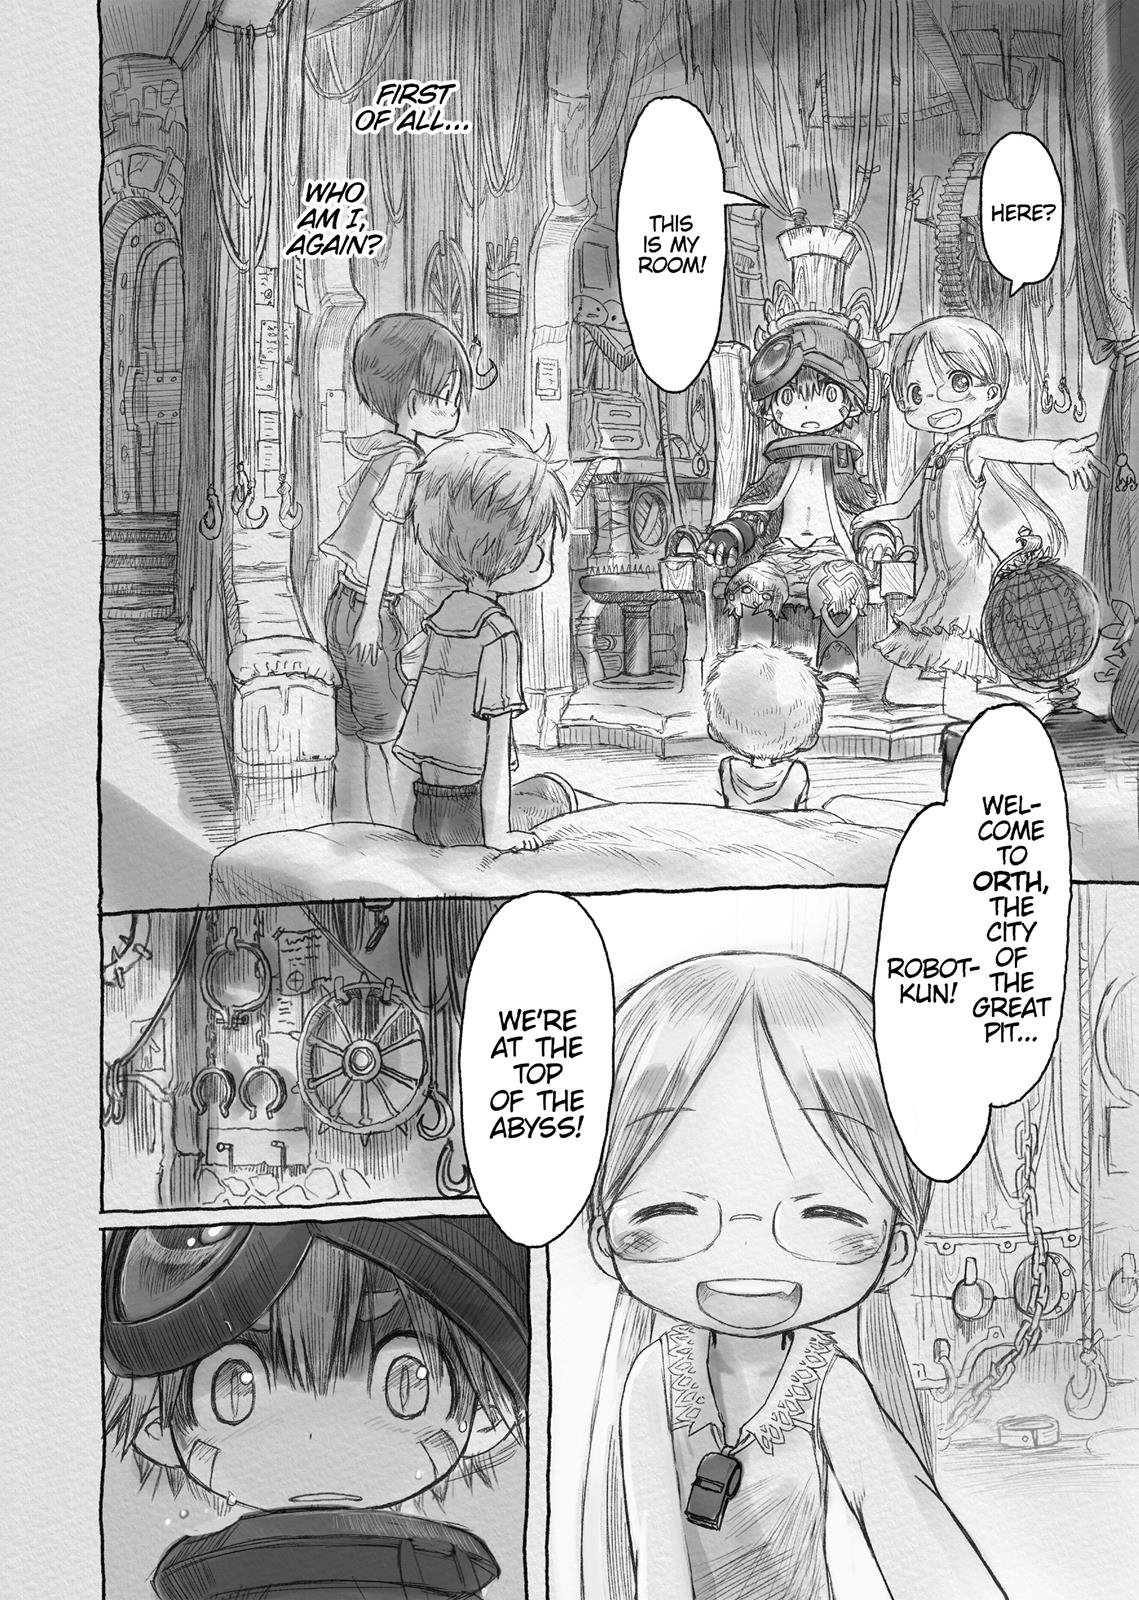 HERE?
THIS
IS MY
ROOM!
FIRST
OF ALL...
WHO
AM I,
AGAIN?
WEL-
COME
TO
ORTH,
THE
CITY
OF
THE
GREAT
PIT...
ROBOT-
KUN!
WE'RE
AT THE
TOP
OF THE
ABYSS!